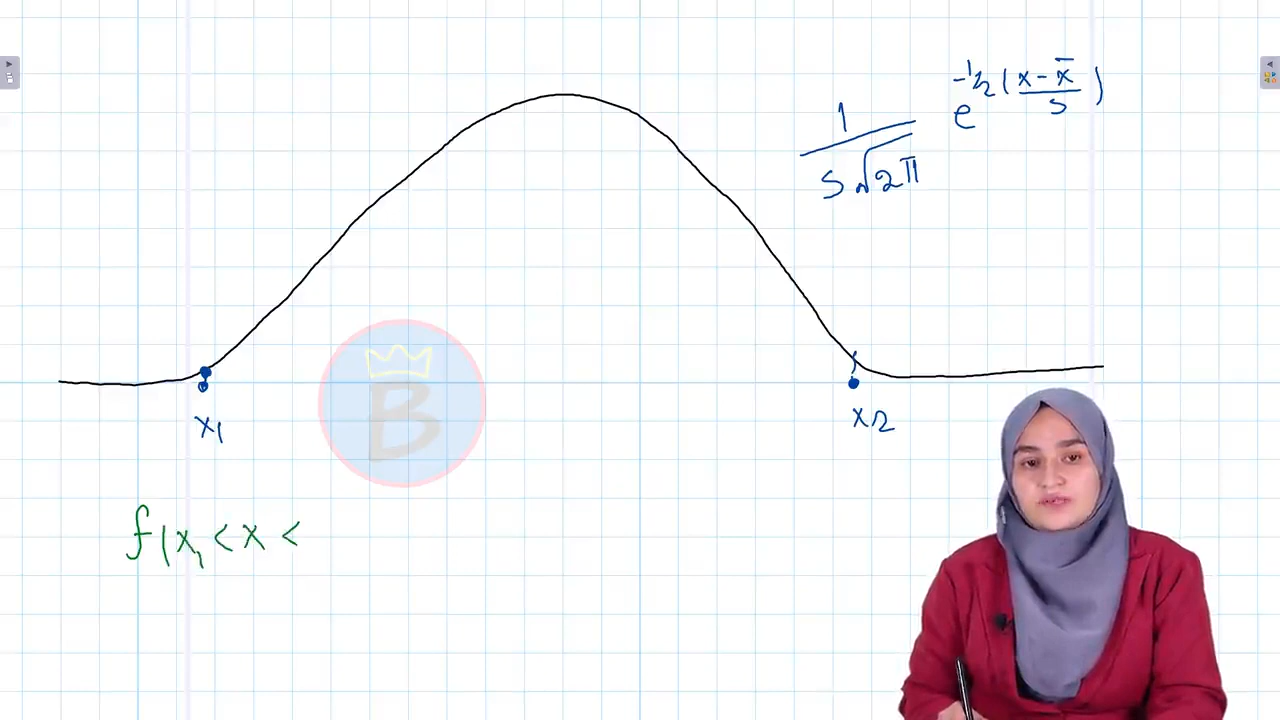 -1/2 (x - x̄ / s)
1 / s√2π e
x1
x2
B
f(x1 < x <